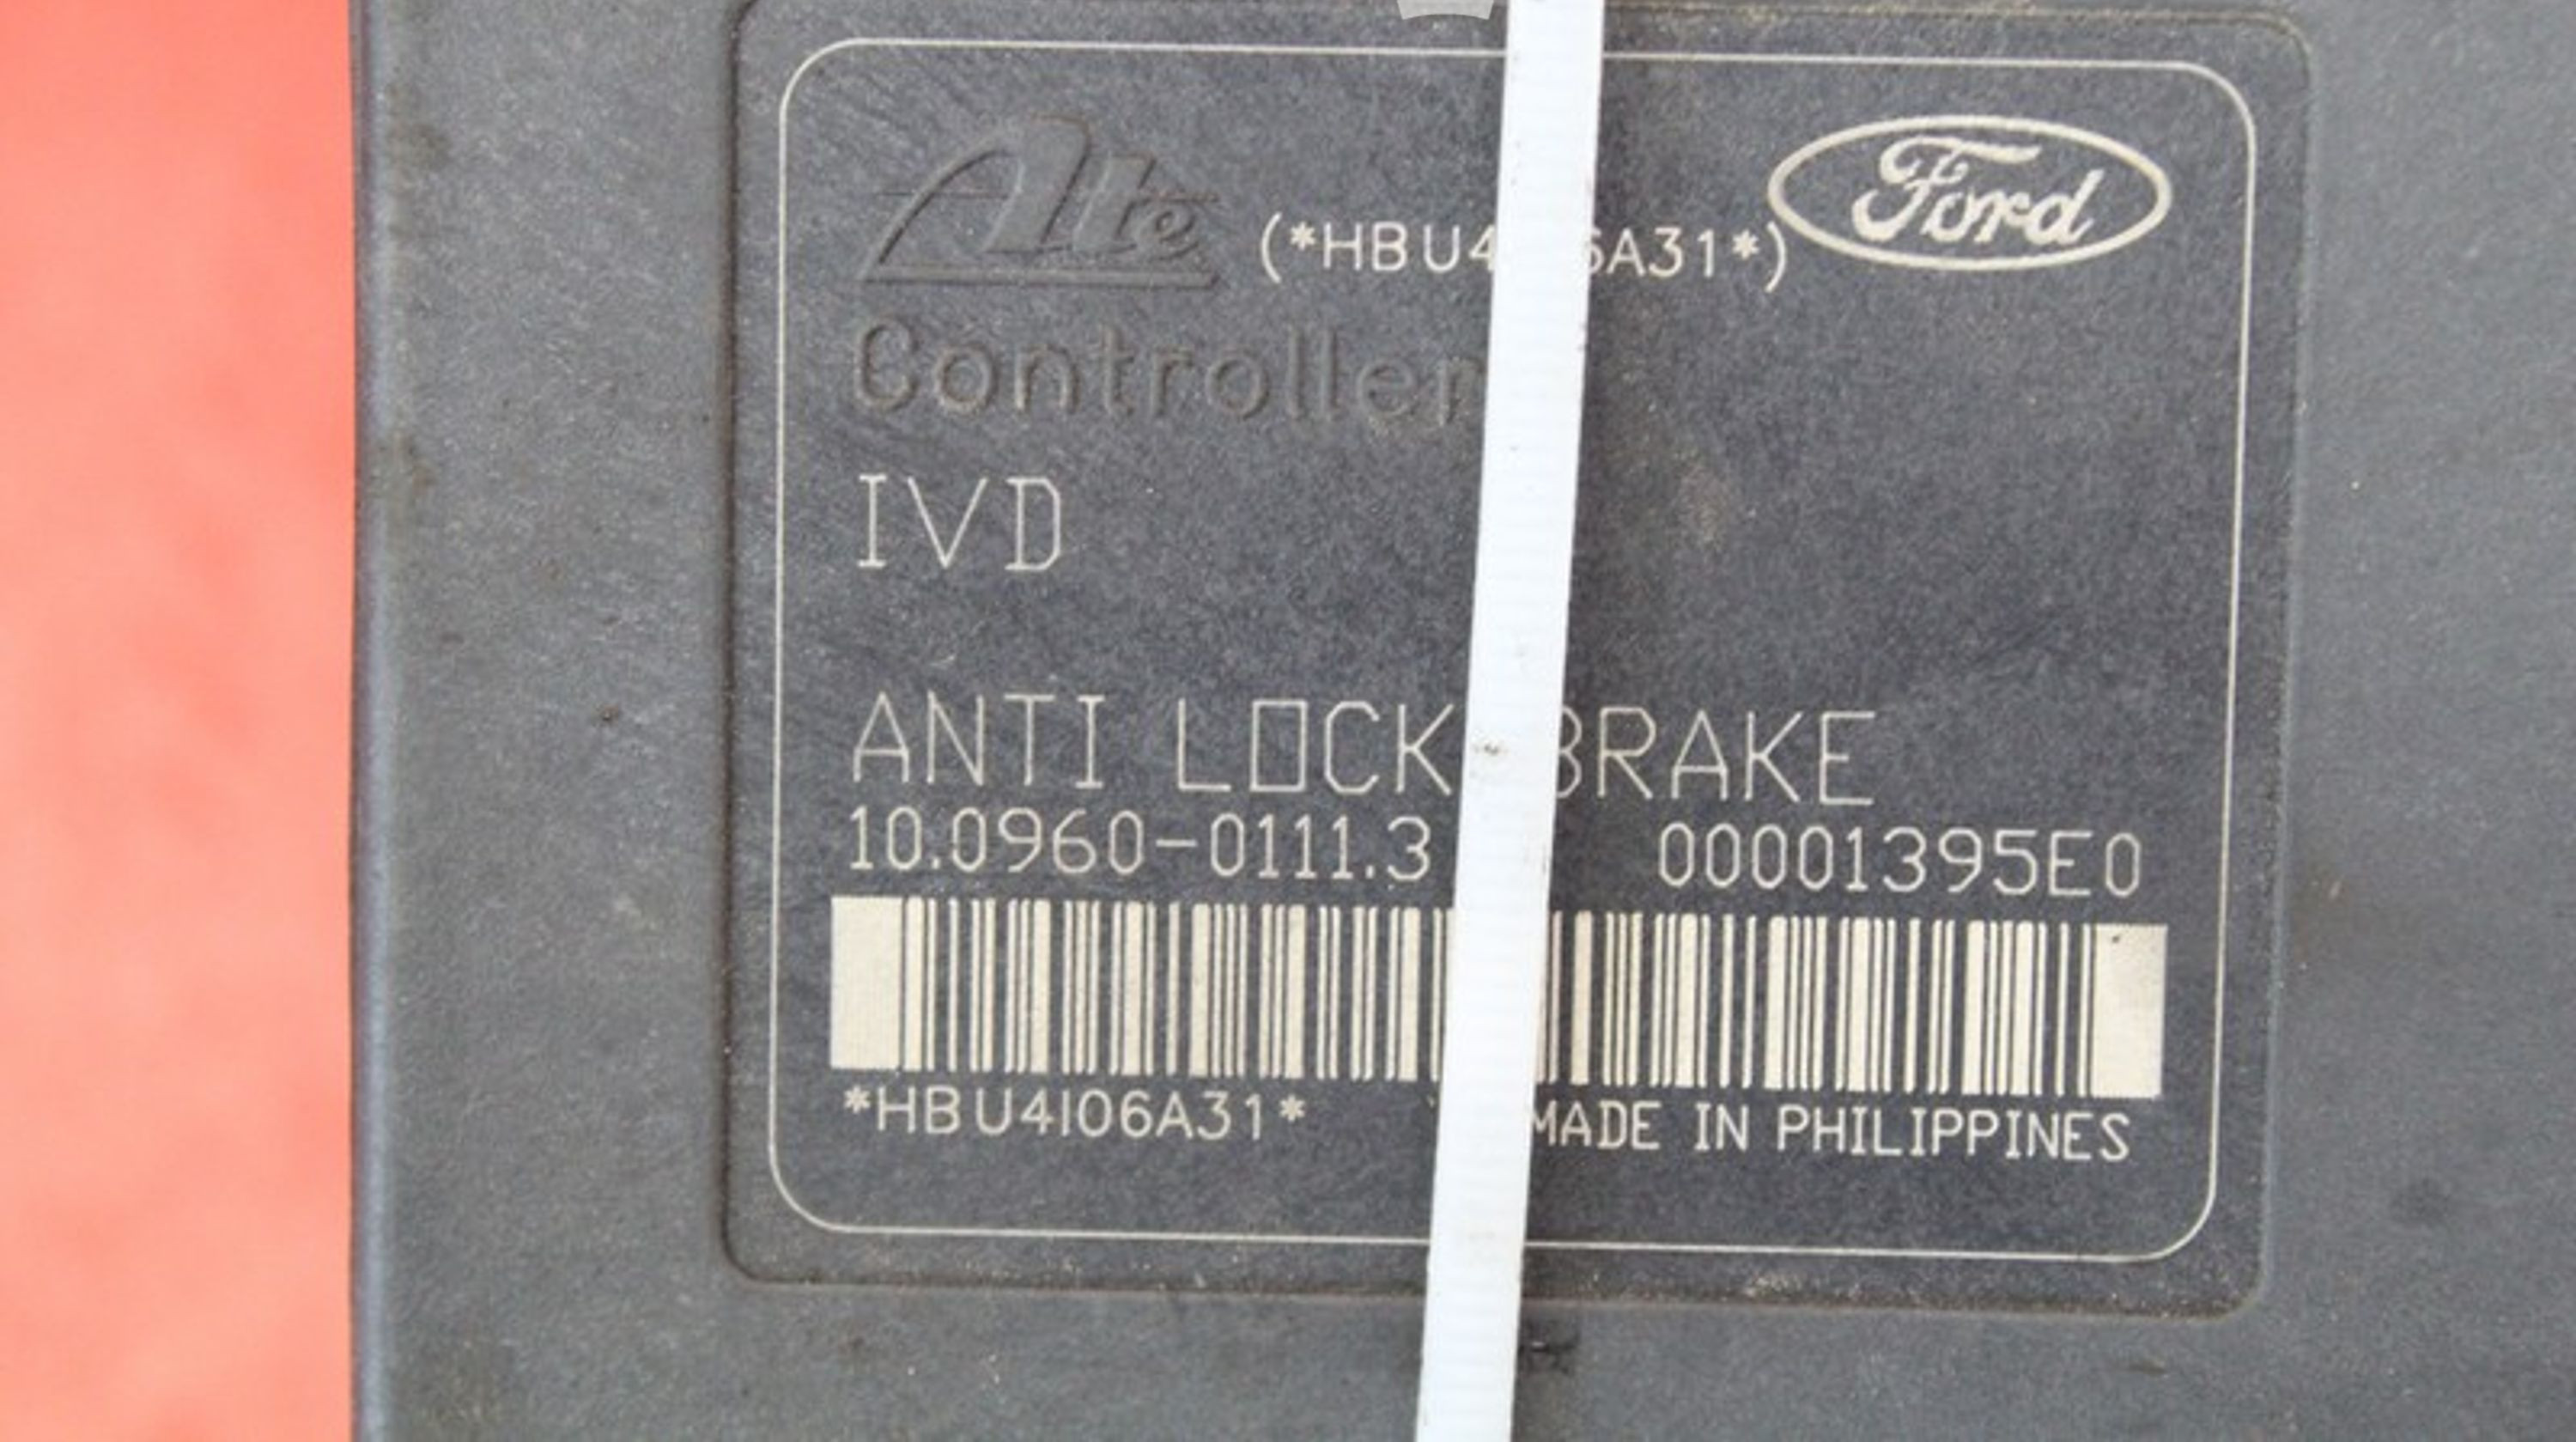 Ate
Ford
(*HBU4 6A31*)
Controller
IVD
ANTI LOCK BRAKE
10.0960-0111.3 00001395E0
*HBU4I06A31* MADE IN PHILIPPINES